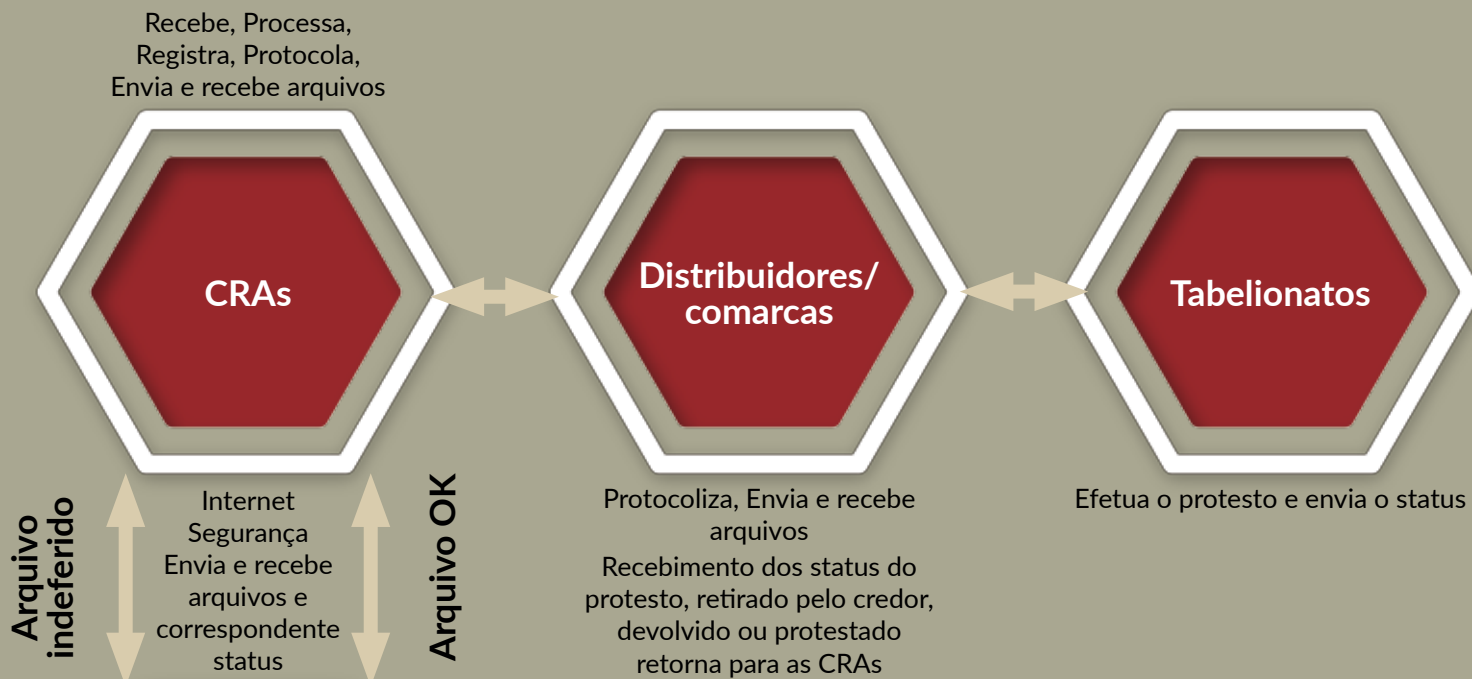 Recebe, Processa,
Registra, Protocola,
Envia e recebe arquivos
CRAs
Distribuidores/
comarcas
Tabelionatos
Arquivo
indeferido
Internet
Segurança
Envia e recebe
arquivos e
correspondente
status
Arquivo OK
Protocoliza, Envia e recebe
arquivos
Recebimento dos status do
protesto, retirado pelo credor,
devolvido ou protestado
retorna para as CRAs
Efetua o protesto e envia o status